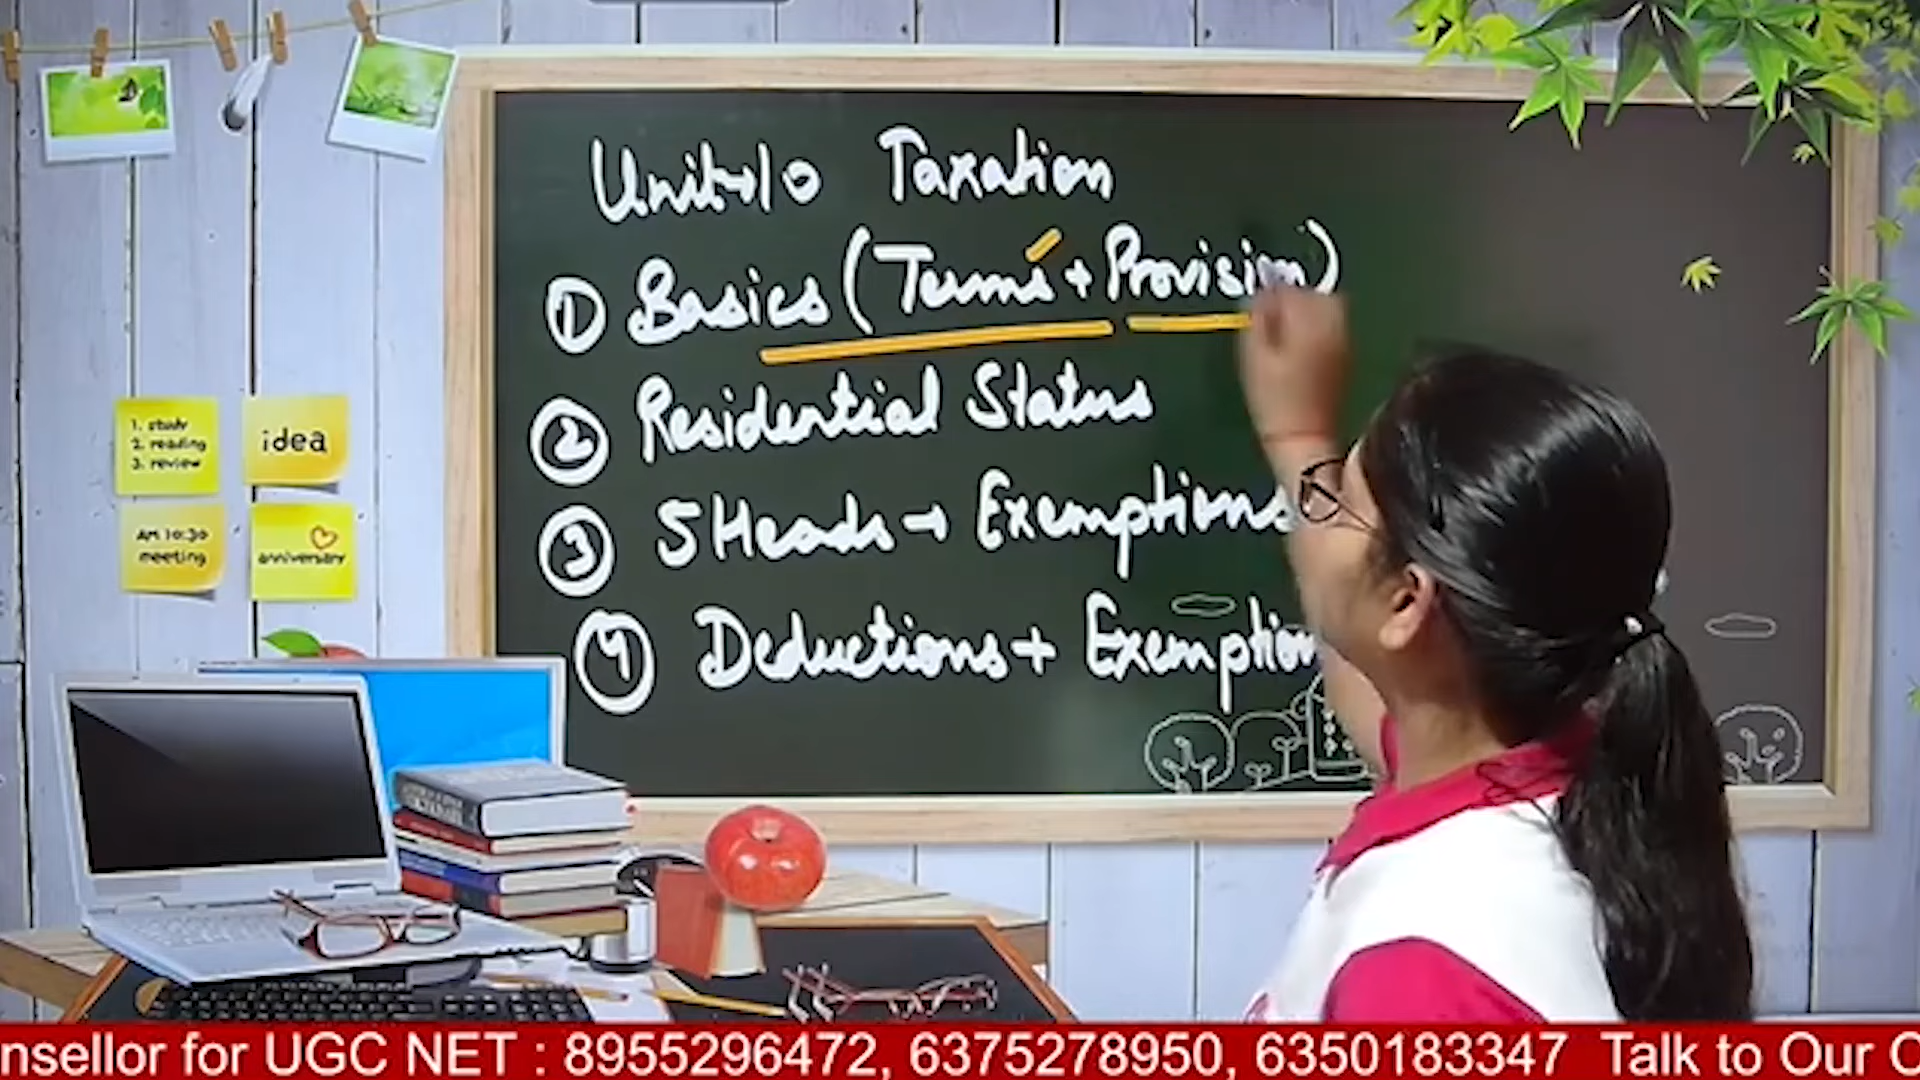 Unit→10 Taxation
① Basics (Terms + Provision)
② Residential Status
③ 5 Heads → Exemptions
④ Deductions + Exemption
1. study
2. reading
3. review
idea
AM 10:30
meeting
anniversary
nsellor for UGC NET : 8955296472, 6375278950, 6350183347 Talk to Our C